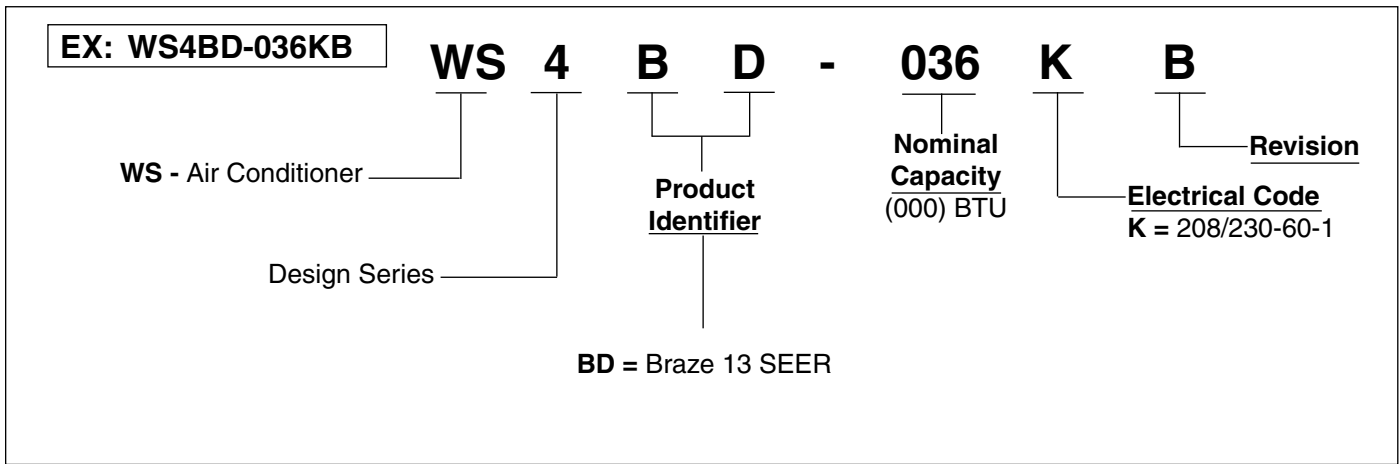 EX: WS4BD-036KB
WS 4 B D - 036 K B
WS - Air Conditioner
Design Series
Product
Identifier
BD = Braze 13 SEER
Nominal
Capacity
(000) BTU
Electrical Code
K = 208/230-60-1
Revision